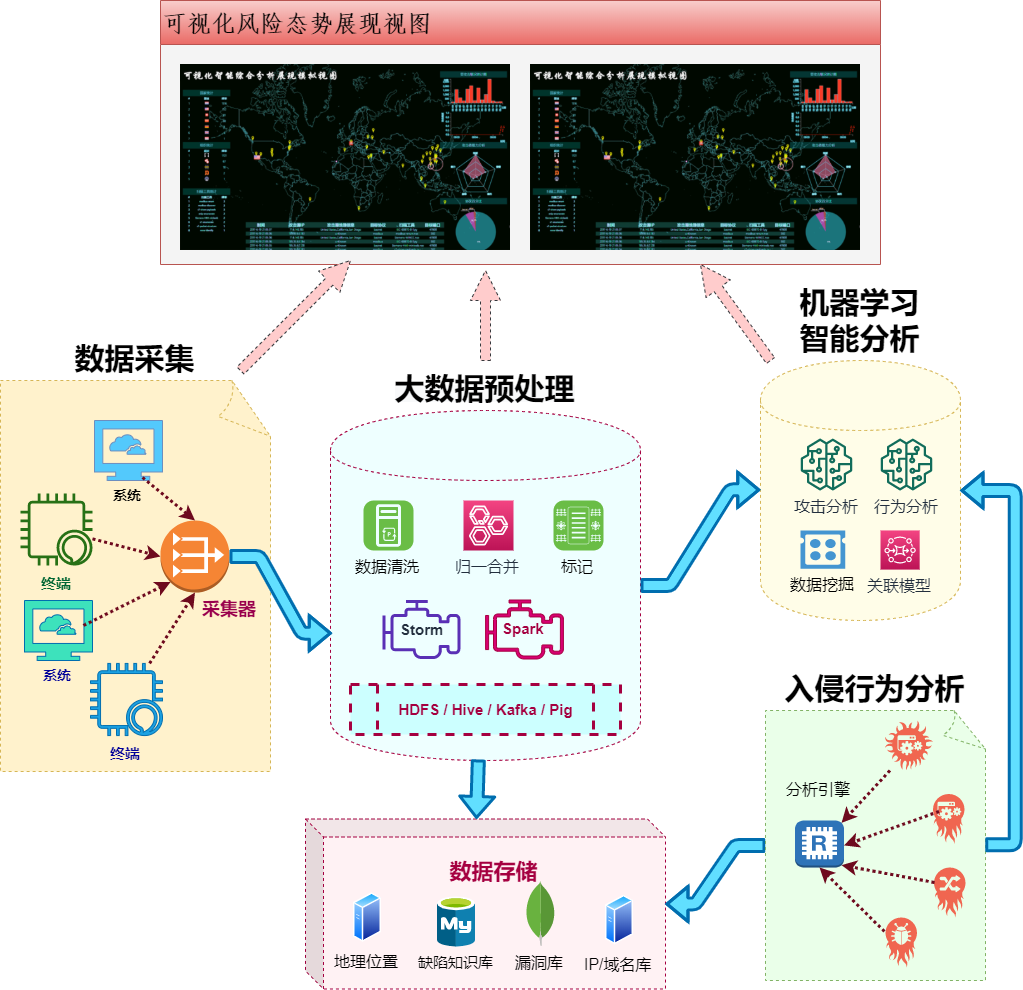 可视化风险态势展现视图
可视化智能综合分析展现模拟视图
可视化智能综合分析展现模拟视图
数据采集
系统
终端
采集器
系统
终端
大数据预处理
数据清洗
归一合并
标记
Storm
Spark
HDFS / Hive / Kafka / Pig
机器学习
智能分析
攻击分析
行为分析
数据挖掘
关联模型
入侵行为分析
分析引擎
R
数据存储
My
地理位置
缺陷知识库
漏洞库
IP/域名库